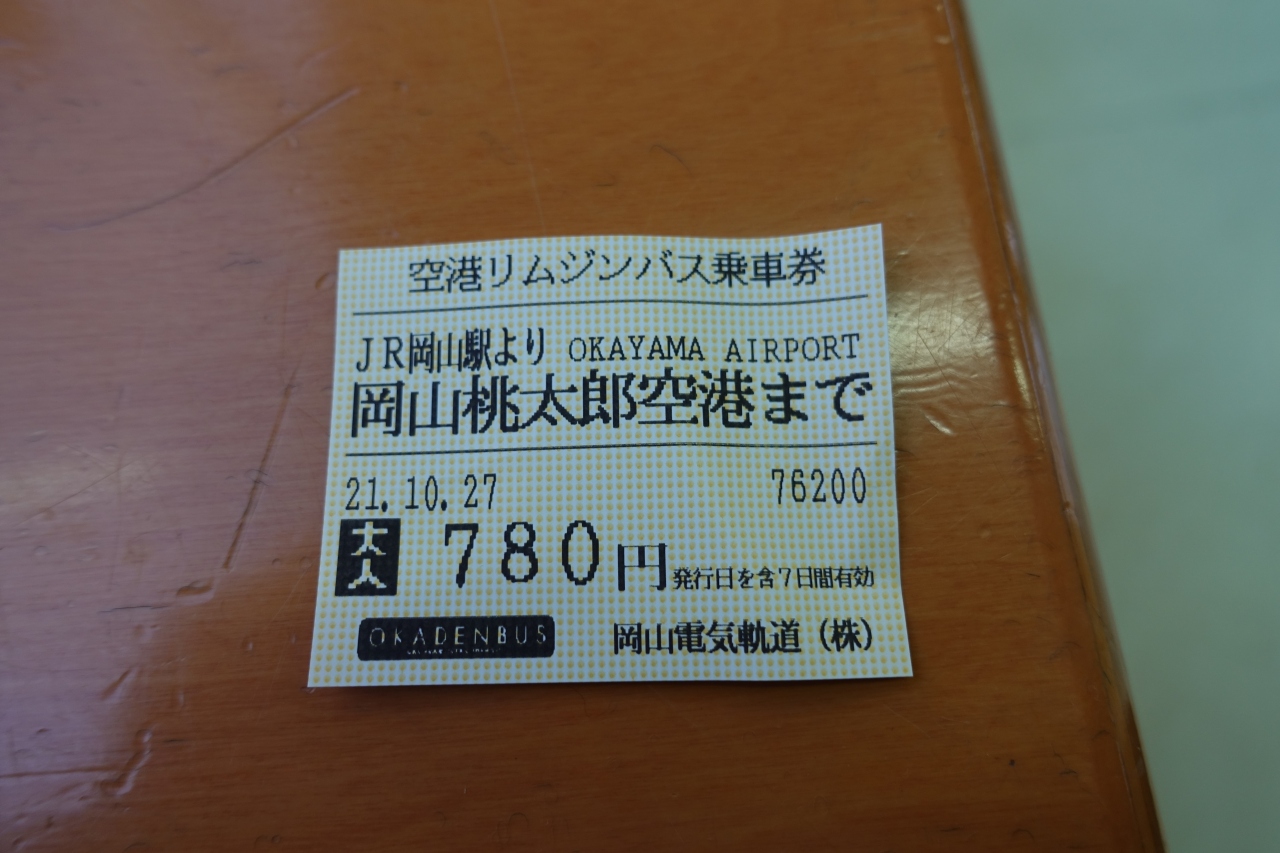 空港リムジンバス乗車券
JR岡山駅より OKAYAMA AIRPORT
岡山桃太郎空港まで
21.10.27 76200
大人 780円 発行日を含7日間有効
OKADENBUS 岡山電気軌道(株)